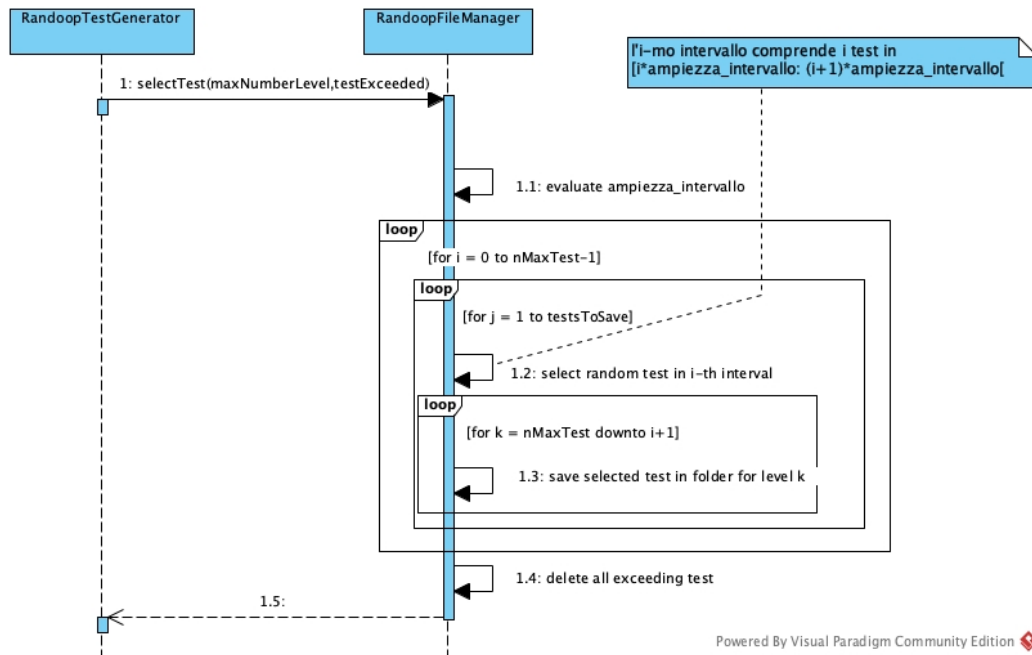 RandoopTestGenerator
RandoopFileManager
l'i-mo intervallo comprende i test in
[i*ampiezza_intervallo: (i+1)*ampiezza_intervallo[
1: selectTest(maxNumberLevel,testExceeded)
1.1: evaluate ampiezza_intervallo
loop
[for i = 0 to nMaxTest-1]
loop
[for j = 1 to testsToSave]
1.2: select random test in i-th interval
loop
[for k = nMaxTest downto i+1]
1.3: save selected test in folder for level k
1.4: delete all exceeding test
1.5:
Powered By Visual Paradigm Community Edition